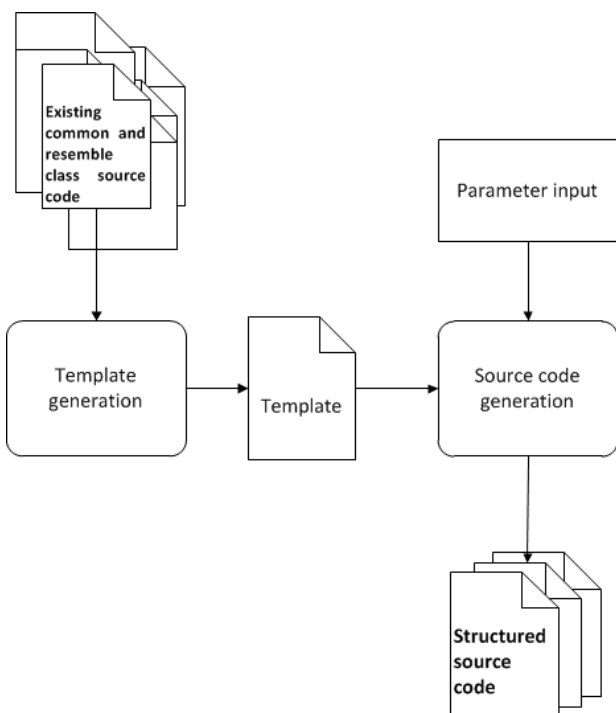 Existing
common and
resemble
class source
code
Parameter input
Template
generation
Template
Source code
generation
Structured
source
code